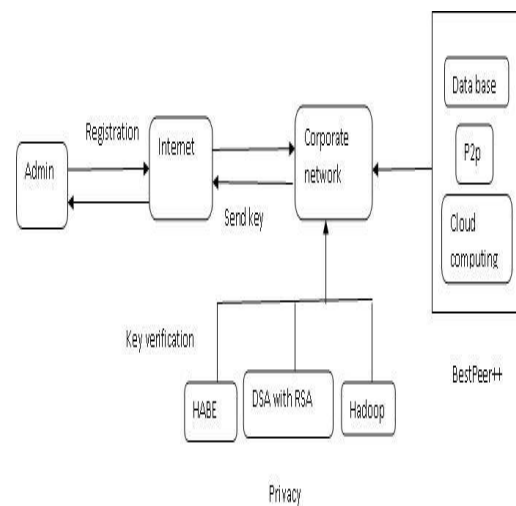 Data base
Registration
Corporate
network
Internet
P2p
Admin
Cloud
computing
Send key
Key verification
BestPeer++
HABE
DSA with RSA
Hadoop
Privacy